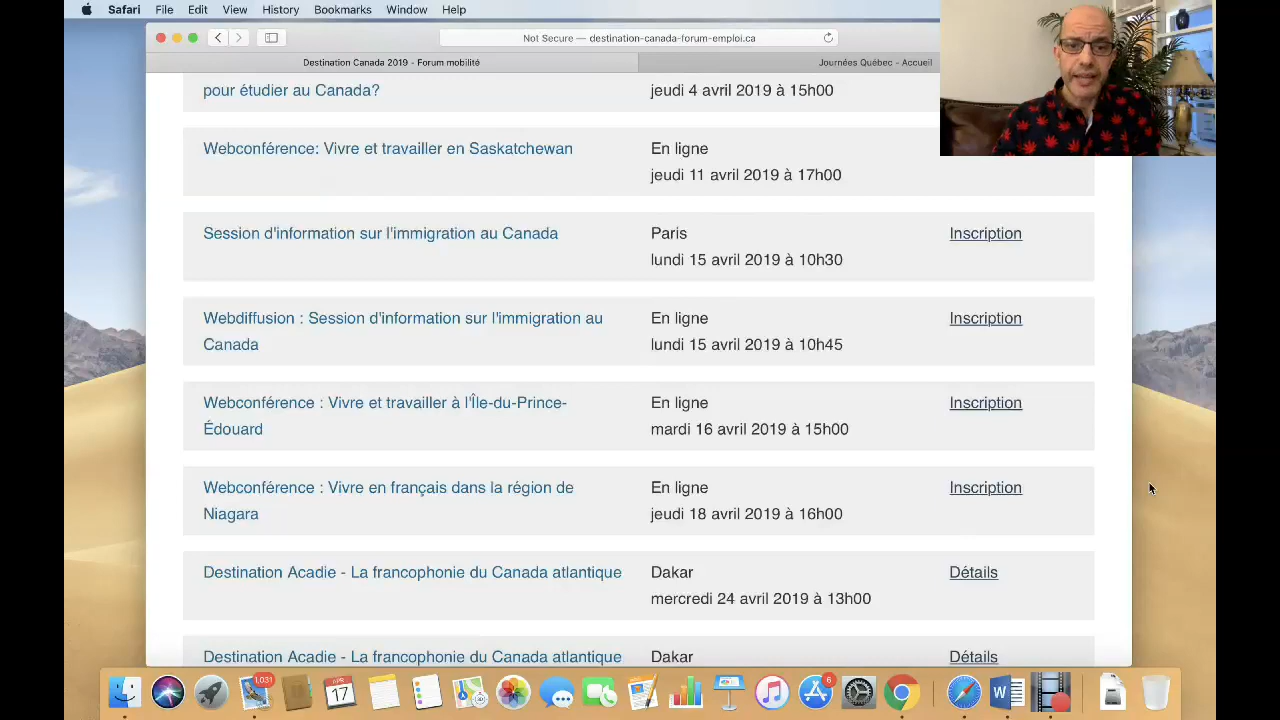 Safari File Edit View History Bookmarks Window Help
Not Secure — destination-canada-forum-emploi.ca
Destination Canada 2019 - Forum mobilité
Journées Québec - Accueil
pour étudier au Canada?
jeudi 4 avril 2019 à 15h00
Webconférence: Vivre et travailler en Saskatchewan
En ligne
jeudi 11 avril 2019 à 17h00
Session d'information sur l'immigration au Canada
Paris
lundi 15 avril 2019 à 10h30
Inscription
Webdiffusion : Session d'information sur l'immigration au
Canada
En ligne
lundi 15 avril 2019 à 10h45
Inscription
Webconférence : Vivre et travailler à l'Île-du-Prince-
Édouard
En ligne
mardi 16 avril 2019 à 15h00
Inscription
Webconférence : Vivre en français dans la région de
Niagara
En ligne
jeudi 18 avril 2019 à 16h00
Inscription
Destination Acadie - La francophonie du Canada atlantique
Dakar
mercredi 24 avril 2019 à 13h00
Détails
Destination Acadie - La francophonie du Canada atlantique
Dakar
Détails
1,031
APR
17
6